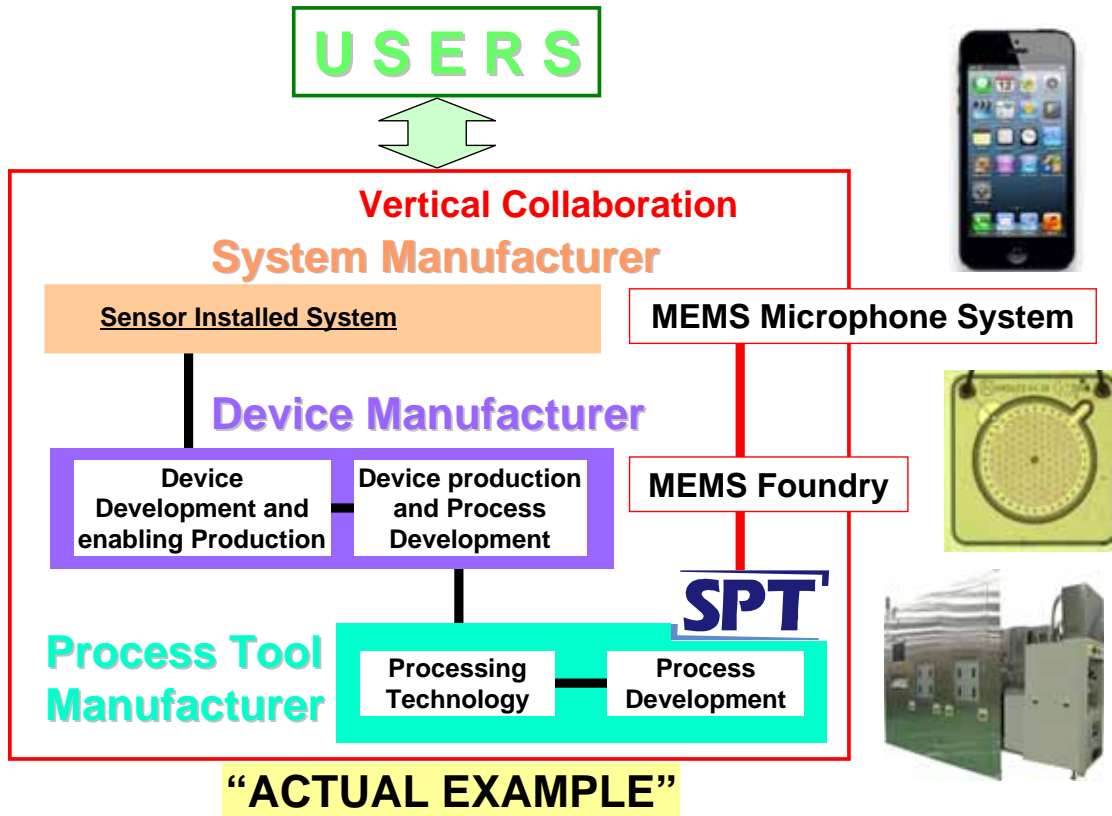 U S E R S
Vertical Collaboration
System Manufacturer
Sensor Installed System
MEMS Microphone System
Device Manufacturer
Device
Development and
enabling Production
Device production
and Process
Development
MEMS Foundry
SPT
Process Tool
Manufacturer
Processing
Technology
Process
Development
“ACTUAL EXAMPLE”